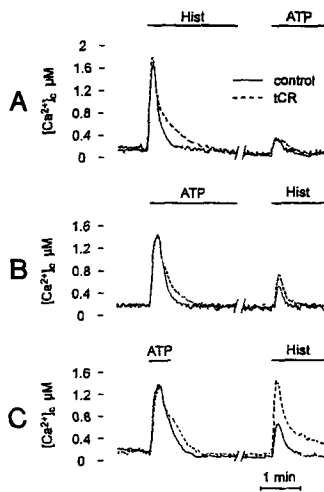 Hist ATP
2
1.6
1.2
0.8
0.4
0
[Ca²⁺]c μM
A
control
tCR
ATP Hist
1.6
1.2
0.8
0.4
0
[Ca²⁺]c μM
B
ATP Hist
1.6
1.2
0.8
0.4
0
[Ca²⁺]c μM
C
1 min